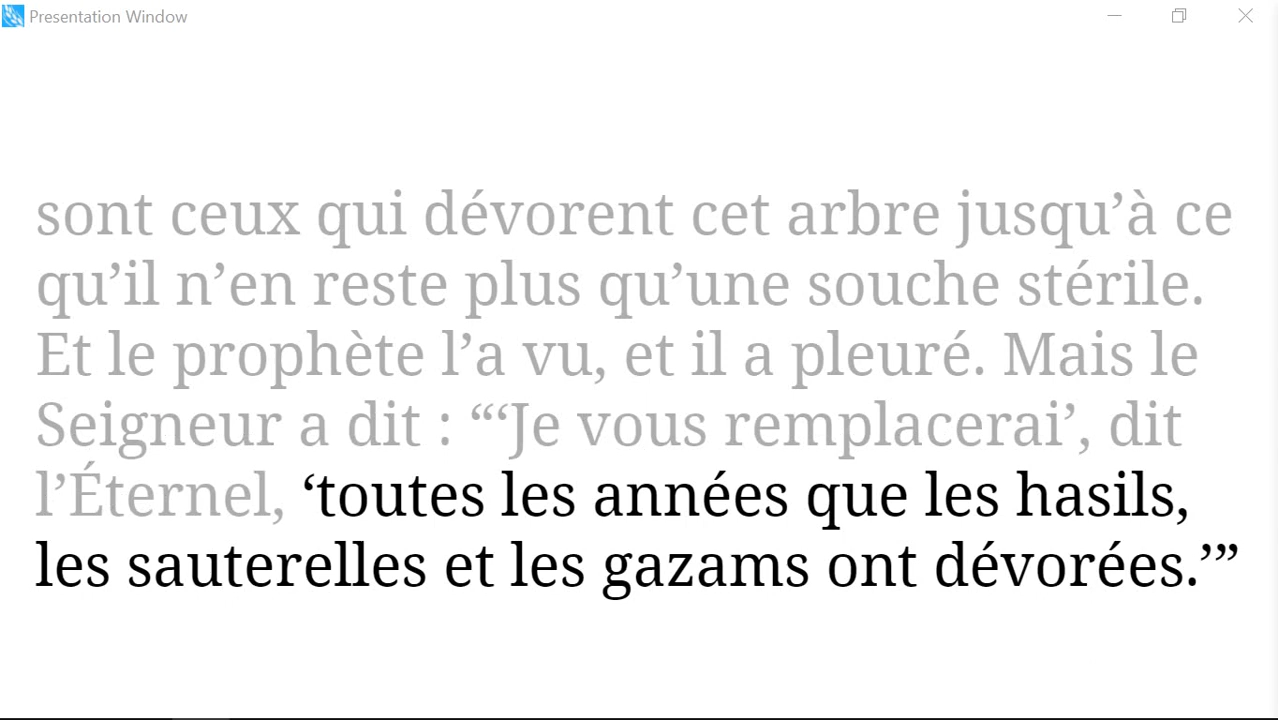 Presentation Window
sont ceux qui dévorent cet arbre jusqu’à ce
qu’il n’en reste plus qu’une souche stérile.
Et le prophète l’a vu, et il a pleuré. Mais le
Seigneur a dit : “‘Je vous remplacerai’, dit
l’Éternel, ‘toutes les années que les hasils,
les sauterelles et les gazams ont dévorées.’”